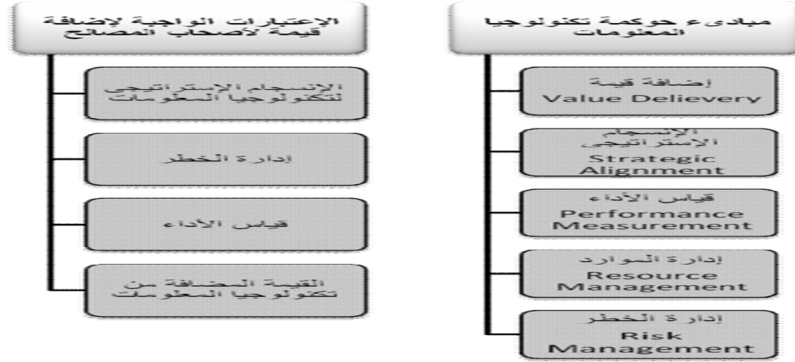 مبادىء حوكمة تكنولوجيا
المعلومات
إضافة قيمة
Value Delievery
الإنسجام
الإستراتيجى
Strategic
Alignment
قياس الأداء
Performance
Measurement
إدارة الموارد
Resource
Management
إدارة الخطر
Risk
Management
الإعتبارات الواجبة لإضافة
قيمة لأصحاب المصالح
الإنسجام الإستراتيجى
لتكنولوجيا المعلومات
إدارة الخطر
قياس الأداء
القيمة المضافة من
تكنولوجيا المعلومات